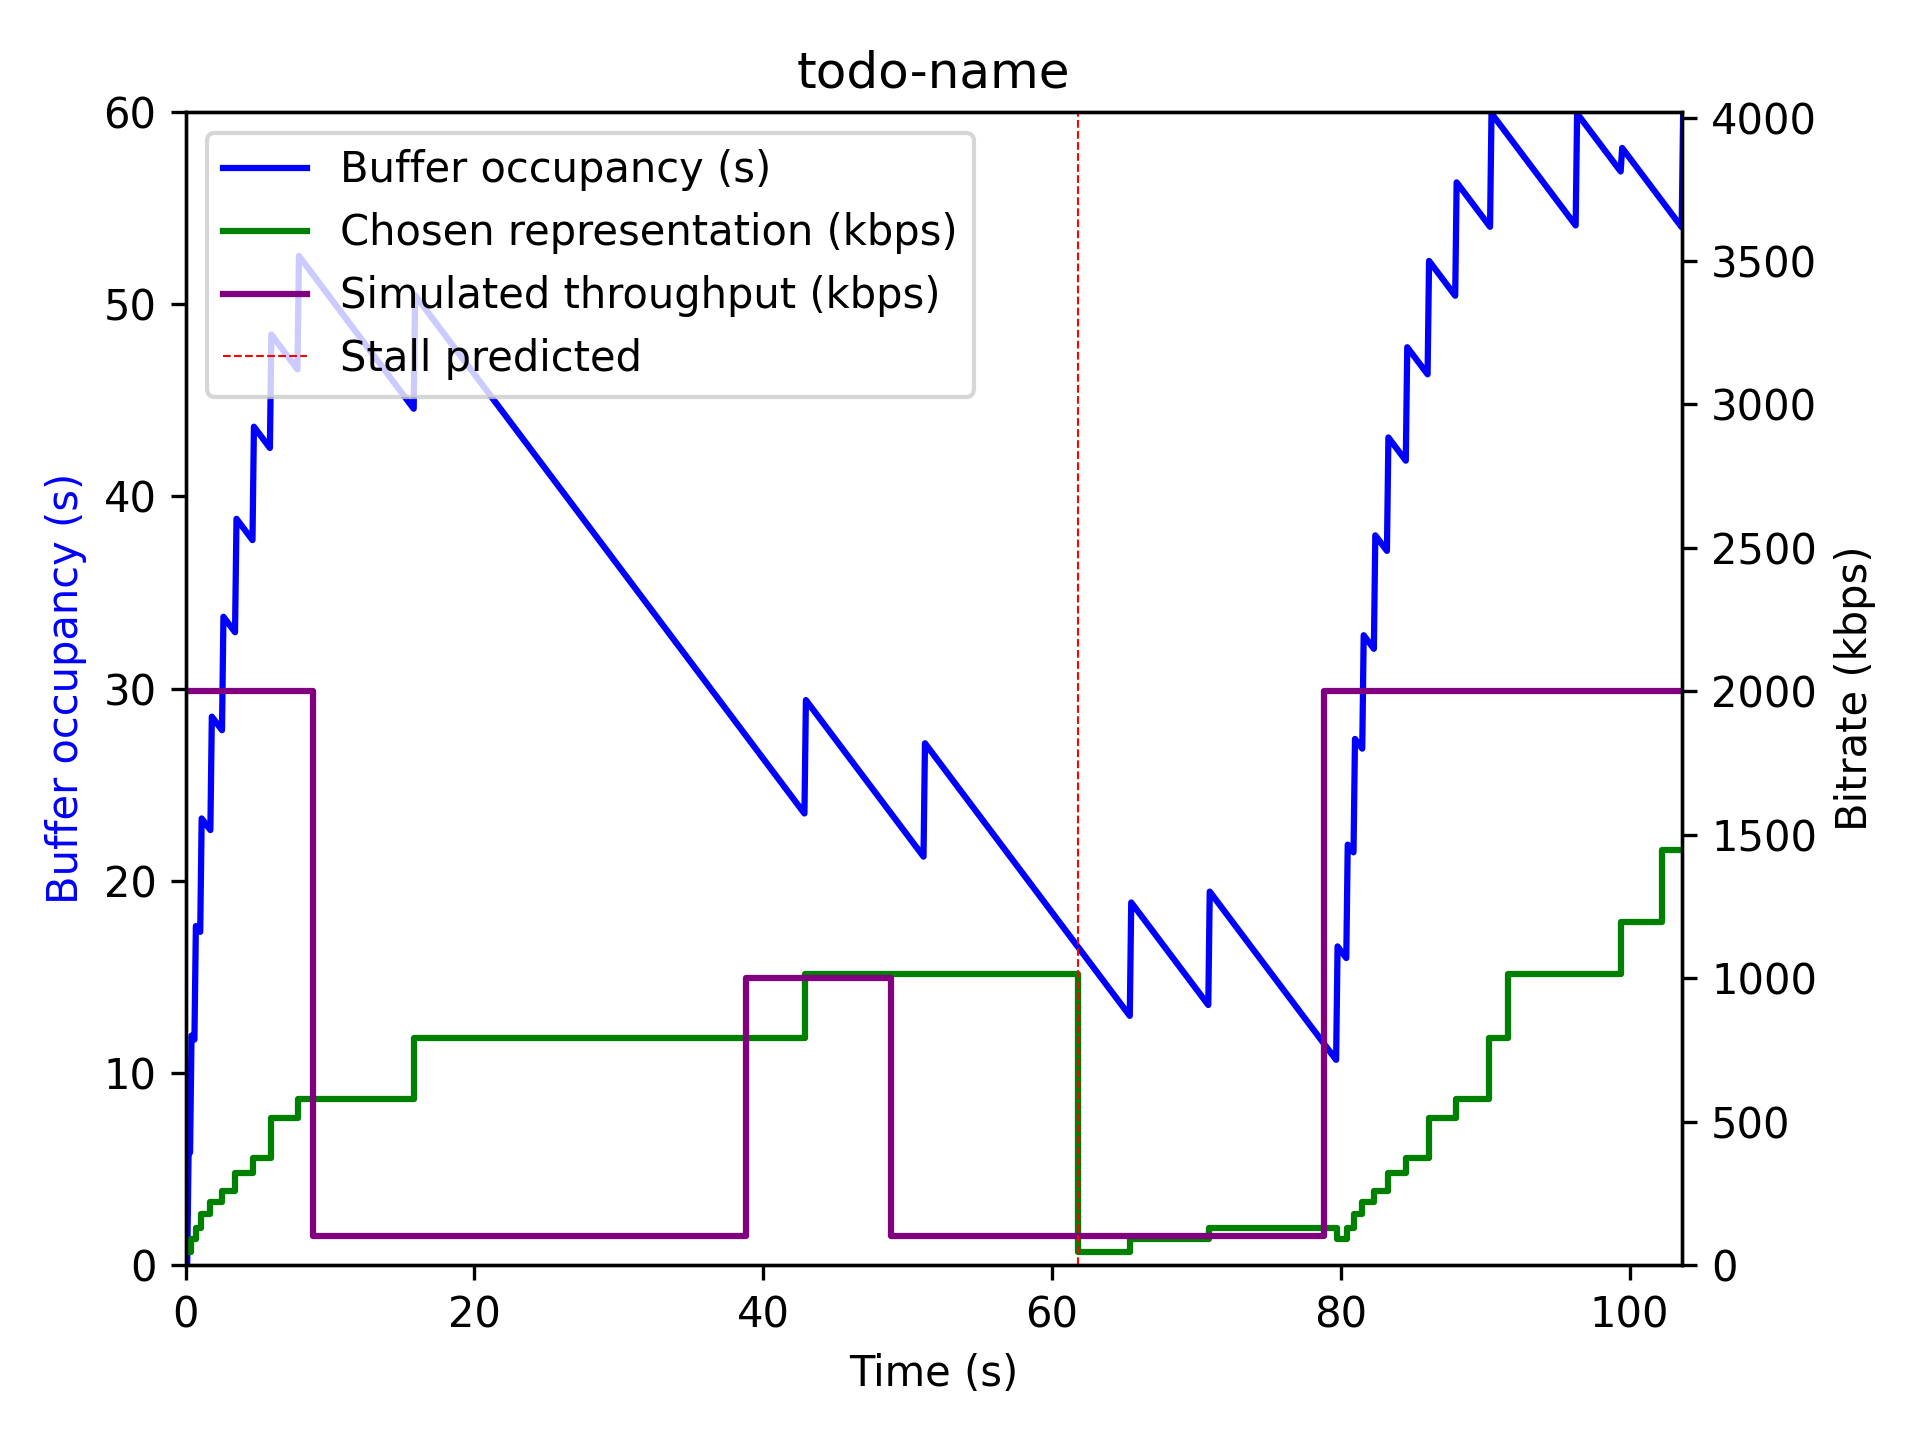 todo-name
60
50
40
30
20
10
0
Buffer occupancy (s)
Buffer occupancy (s)
Chosen representation (kbps)
Simulated throughput (kbps)
Stall predicted
4000
3500
3000
2500
2000
1500
1000
500
0
Bitrate (kbps)
0 20 40 60 80 100
Time (s)